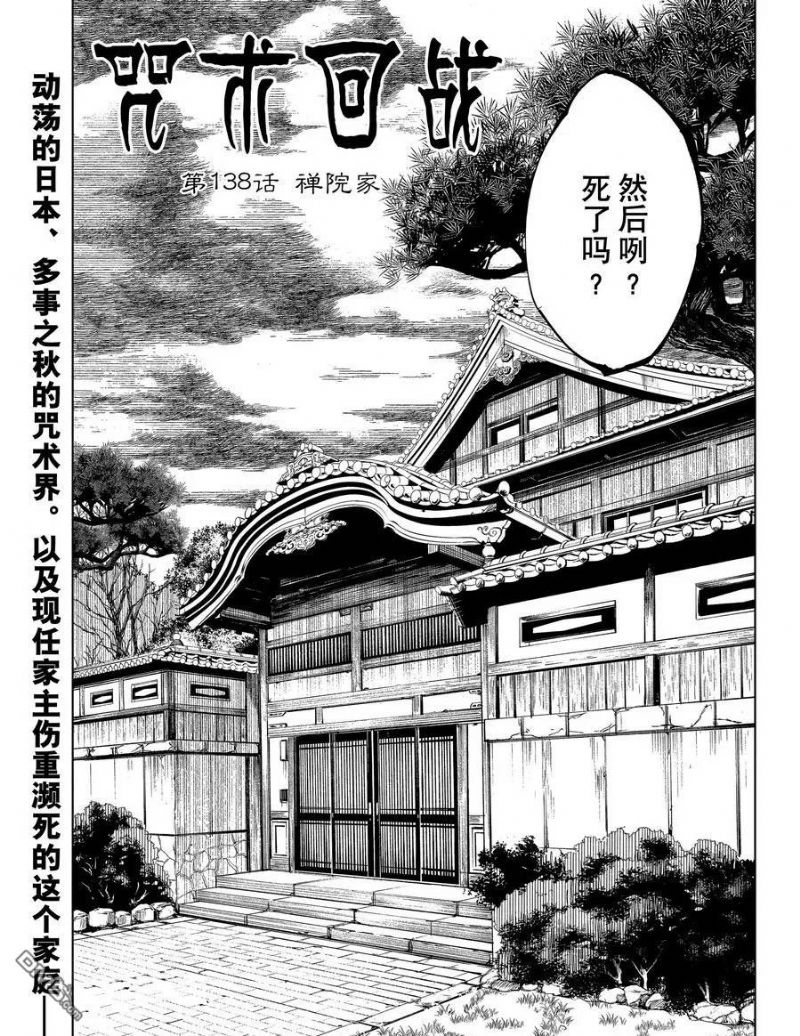 咒术回战
第138话 禅院家
然后咧？
死了吗？
动荡的日本、多事之秋的咒术界。以及现任家主伤重濒死的这个家庭——